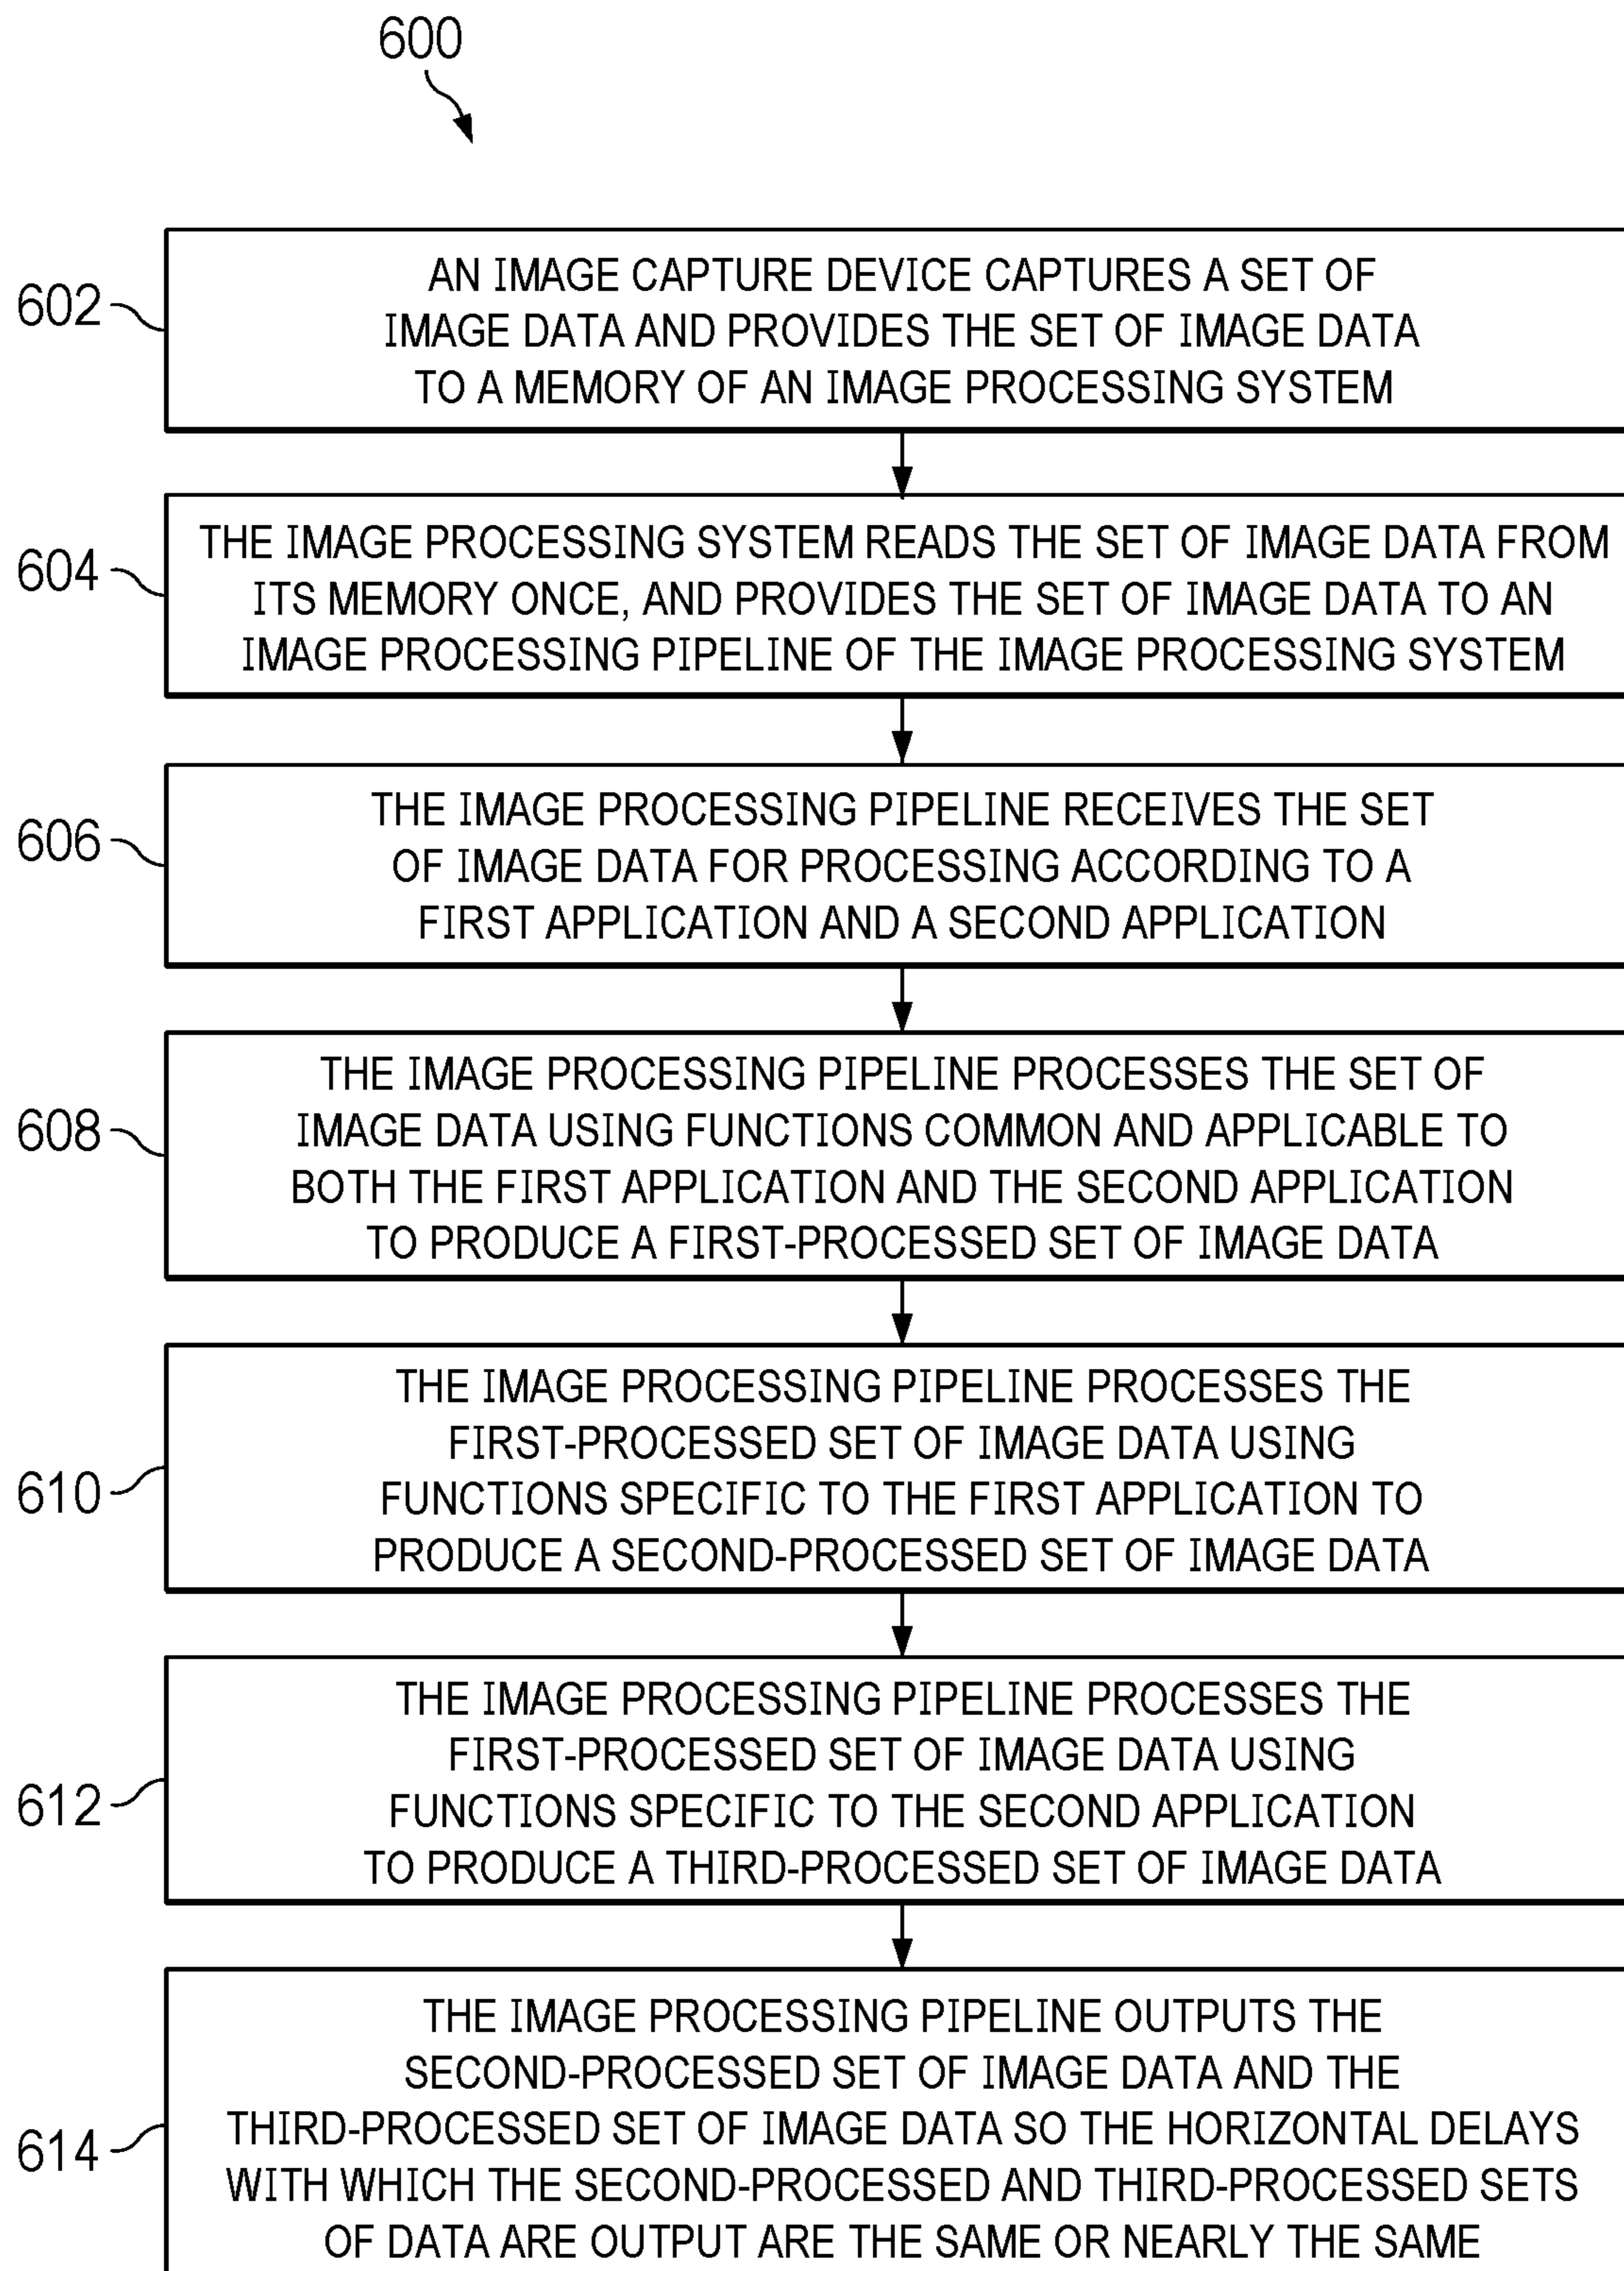 600
602
AN IMAGE CAPTURE DEVICE CAPTURES A SET OF
IMAGE DATA AND PROVIDES THE SET OF IMAGE DATA
TO A MEMORY OF AN IMAGE PROCESSING SYSTEM
604
THE IMAGE PROCESSING SYSTEM READS THE SET OF IMAGE DATA FROM
ITS MEMORY ONCE, AND PROVIDES THE SET OF IMAGE DATA TO AN
IMAGE PROCESSING PIPELINE OF THE IMAGE PROCESSING SYSTEM
606
THE IMAGE PROCESSING PIPELINE RECEIVES THE SET
OF IMAGE DATA FOR PROCESSING ACCORDING TO A
FIRST APPLICATION AND A SECOND APPLICATION
608
THE IMAGE PROCESSING PIPELINE PROCESSES THE SET OF
IMAGE DATA USING FUNCTIONS COMMON AND APPLICABLE TO
BOTH THE FIRST APPLICATION AND THE SECOND APPLICATION
TO PRODUCE A FIRST-PROCESSED SET OF IMAGE DATA
610
THE IMAGE PROCESSING PIPELINE PROCESSES THE
FIRST-PROCESSED SET OF IMAGE DATA USING
FUNCTIONS SPECIFIC TO THE FIRST APPLICATION TO
PRODUCE A SECOND-PROCESSED SET OF IMAGE DATA
612
THE IMAGE PROCESSING PIPELINE PROCESSES THE
FIRST-PROCESSED SET OF IMAGE DATA USING
FUNCTIONS SPECIFIC TO THE SECOND APPLICATION
TO PRODUCE A THIRD-PROCESSED SET OF IMAGE DATA
614
THE IMAGE PROCESSING PIPELINE OUTPUTS THE
SECOND-PROCESSED SET OF IMAGE DATA AND THE
THIRD-PROCESSED SET OF IMAGE DATA SO THE HORIZONTAL DELAYS
WITH WHICH THE SECOND-PROCESSED AND THIRD-PROCESSED SETS
OF DATA ARE OUTPUT ARE THE SAME OR NEARLY THE SAME